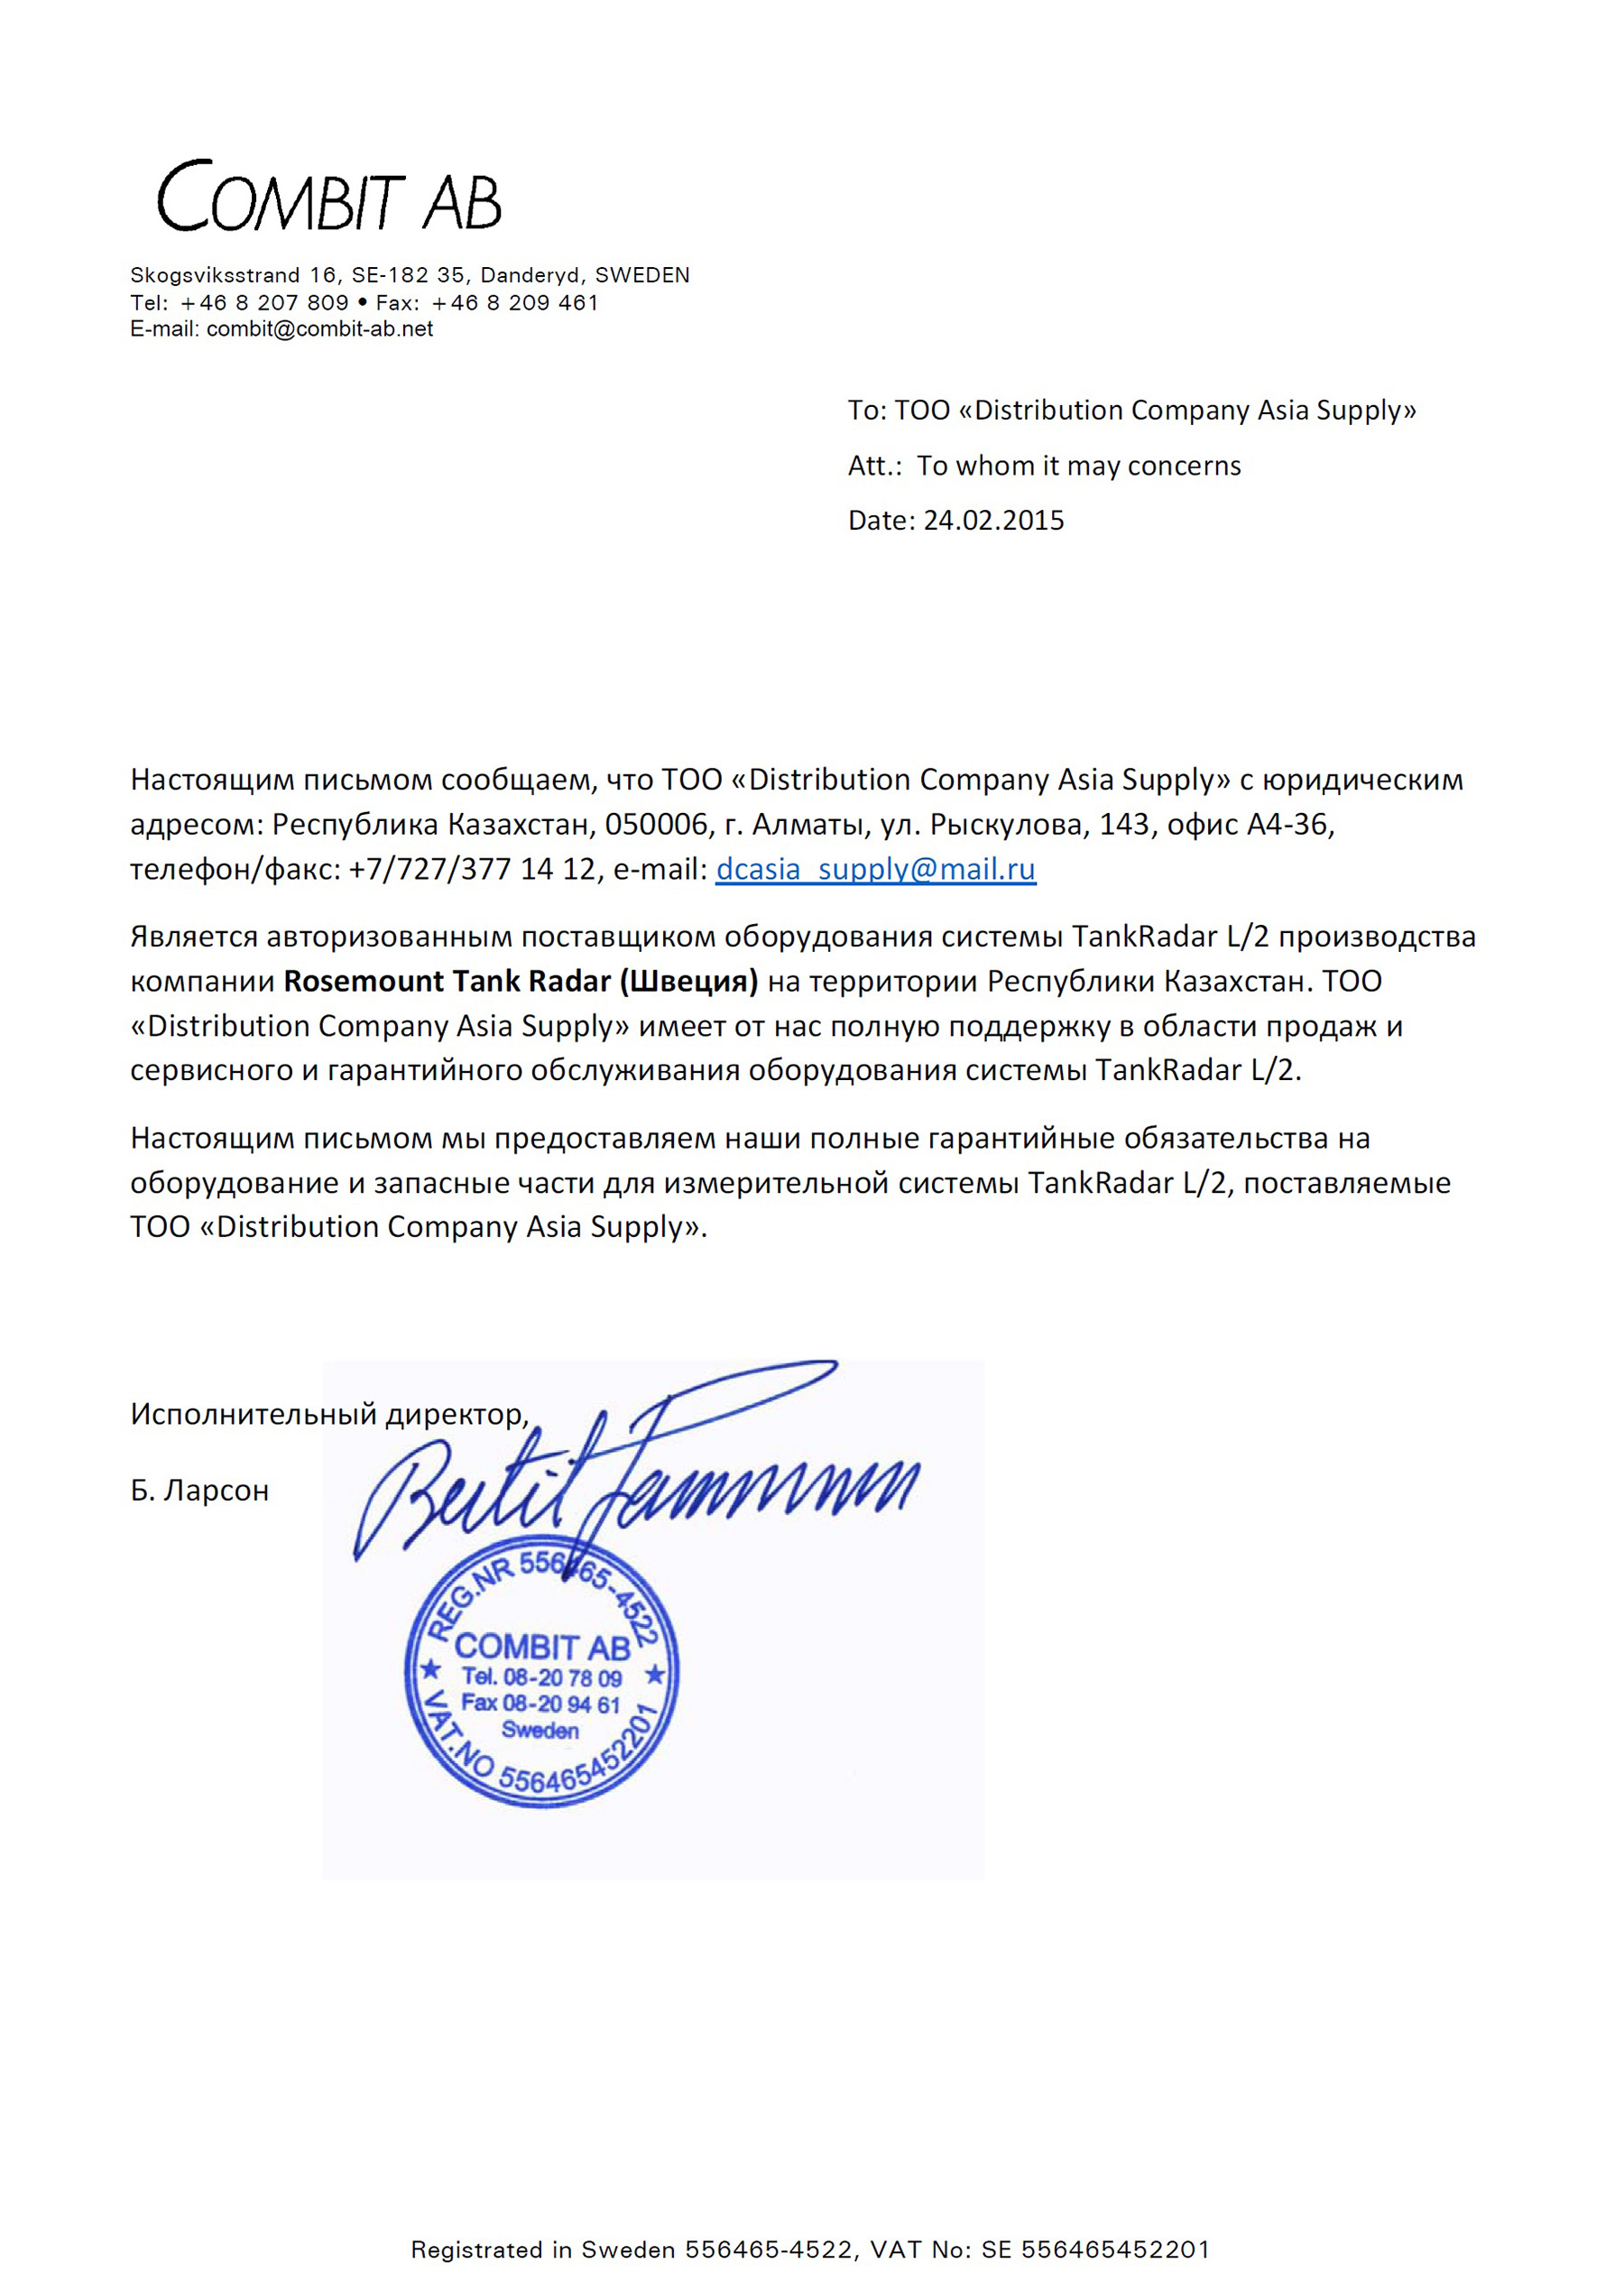 COMBIT AB
Skogsviksstrand 16, SE-182 35, Danderyd, SWEDEN
Tel: +46 8 207 809 • Fax: +46 8 209 461
E-mail: combit@combit-ab.net
To: ТОО «Distribution Company Asia Supply»
Att.: To whom it may concerns
Date: 24.02.2015
Настоящим письмом сообщаем, что ТОО «Distribution Company Asia Supply» с юридическим
адресом: Республика Казахстан, 050006, г. Алматы, ул. Рыскулова, 143, офис А4-36,
телефон/факс: +7/727/377 14 12, e-mail: dcasia_supply@mail.ru
Является авторизованным поставщиком оборудования системы TankRadar L/2 производства
компании Rosemount Tank Radar (Швеция) на территории Республики Казахстан. ТОО
«Distribution Company Asia Supply» имеет от нас полную поддержку в области продаж и
сервисного и гарантийного обслуживания оборудования системы TankRadar L/2.
Настоящим письмом мы предоставляем наши полные гарантийные обязательства на
оборудование и запасные части для измерительной системы TankRadar L/2, поставляемые
ТОО «Distribution Company Asia Supply».
Исполнительный директор,
Б. Ларсон
REG.NR 556465-4522
COMBIT AB
Tel. 08-20 78 09
Fax 08-20 94 61
Sweden
VAT.NO 556465452201
Registrated in Sweden 556465-4522, VAT No: SE 556465452201